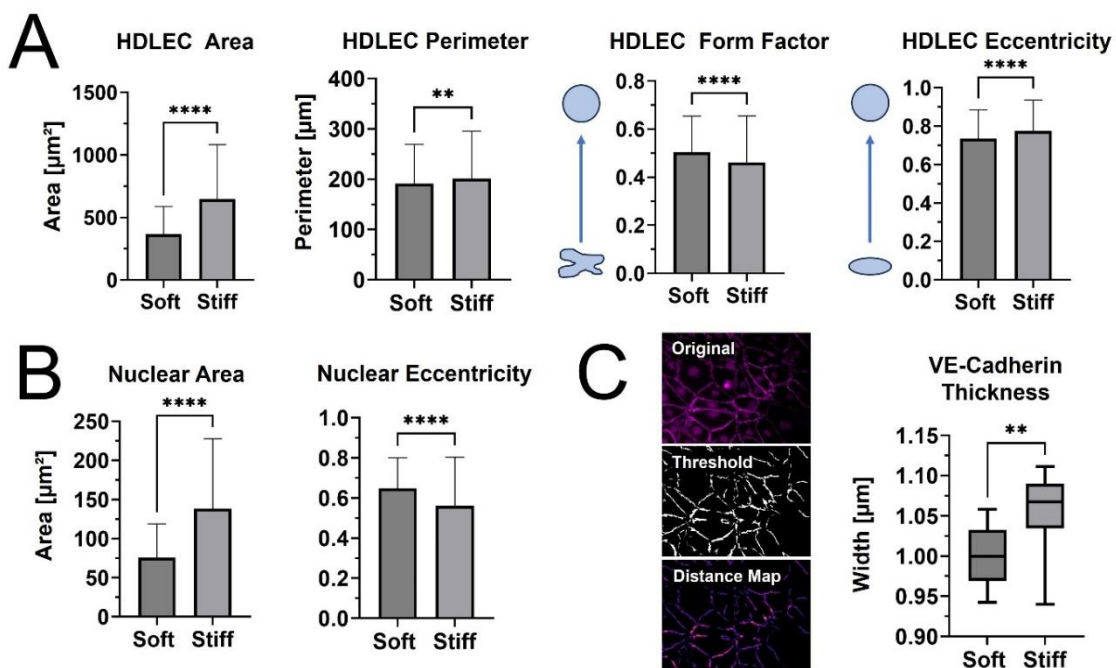 A
HDLEC Area
Area [µm²]
1500
1000
500
0
****
Soft Stiff
HDLEC Perimeter
Perimeter [µm]
400
300
200
100
0
**
Soft Stiff
HDLEC Form Factor
0.8
0.6
0.4
0.2
0.0
****
Soft Stiff
HDLEC Eccentricity
1.0
0.8
0.6
0.4
0.2
0.0
****
Soft Stiff
B
Nuclear Area
Area [µm²]
250
200
150
100
50
0
****
Soft Stiff
Nuclear Eccentricity
1.0
0.8
0.6
0.4
0.2
0.0
****
Soft Stiff
C
Original
Threshold
Distance Map
VE-Cadherin
Thickness
Width [µm]
1.15
1.10
1.05
1.00
0.95
0.90
**
Soft Stiff